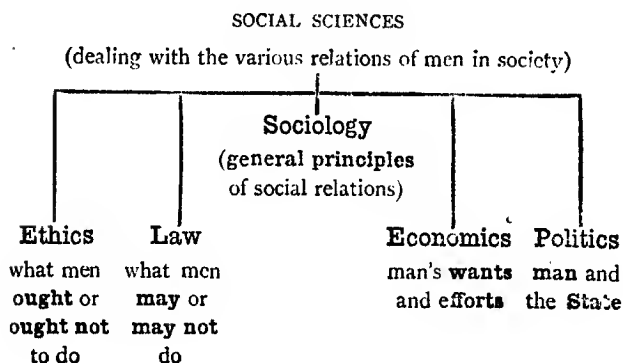 SOCIAL SCIENCES
(dealing with the various relations of men in society)
Sociology
(general principles
of social relations)
Ethics
what men
ought or
ought not
to do
Law
what men
may or
may not
do
Economics
man's wants
and efforts
Politics
man and
the State